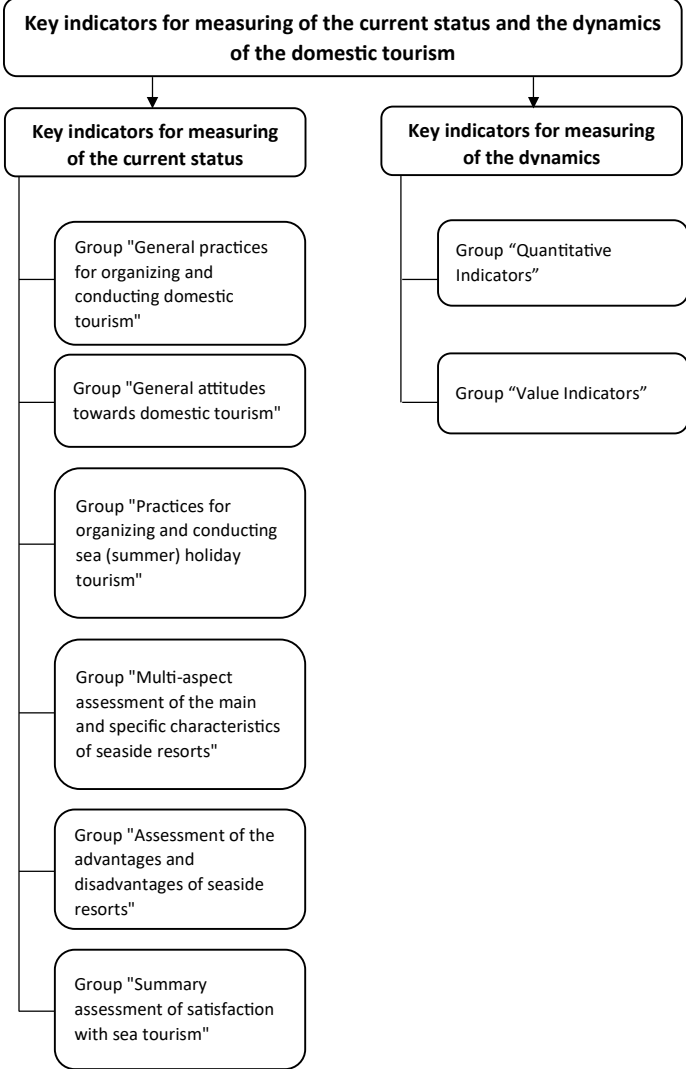 Key indicators for measuring of the current status and the dynamics
of the domestic tourism
Key indicators for measuring
of the current status
Group "General practices
for organizing and
conducting domestic
tourism"
Group "General attitudes
towards domestic tourism"
Group "Practices for
organizing and conducting
sea (summer) holiday
tourism"
Group "Multi-aspect
assessment of the main
and specific characteristics
of seaside resorts"
Group "Assessment of the
advantages and
disadvantages of seaside
resorts"
Group "Summary
assessment of satisfaction
with sea tourism"
Key indicators for measuring
of the dynamics
Group “Quantitative
Indicators”
Group “Value Indicators”